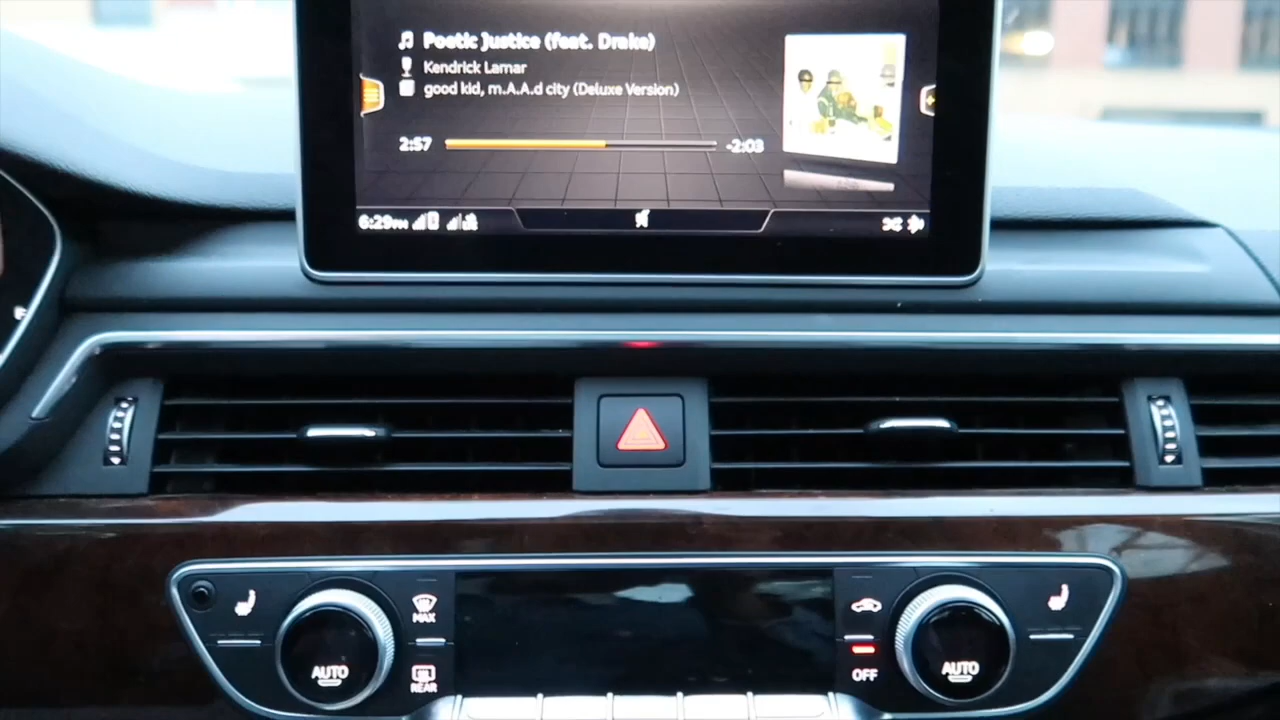 Poetic Justice (feat. Drake)
Kendrick Lamar
good kid, m.A.A.d city (Deluxe Version)
2:57
-2:03
6:29PM
MAX
AUTO
REAR
OFF
AUTO